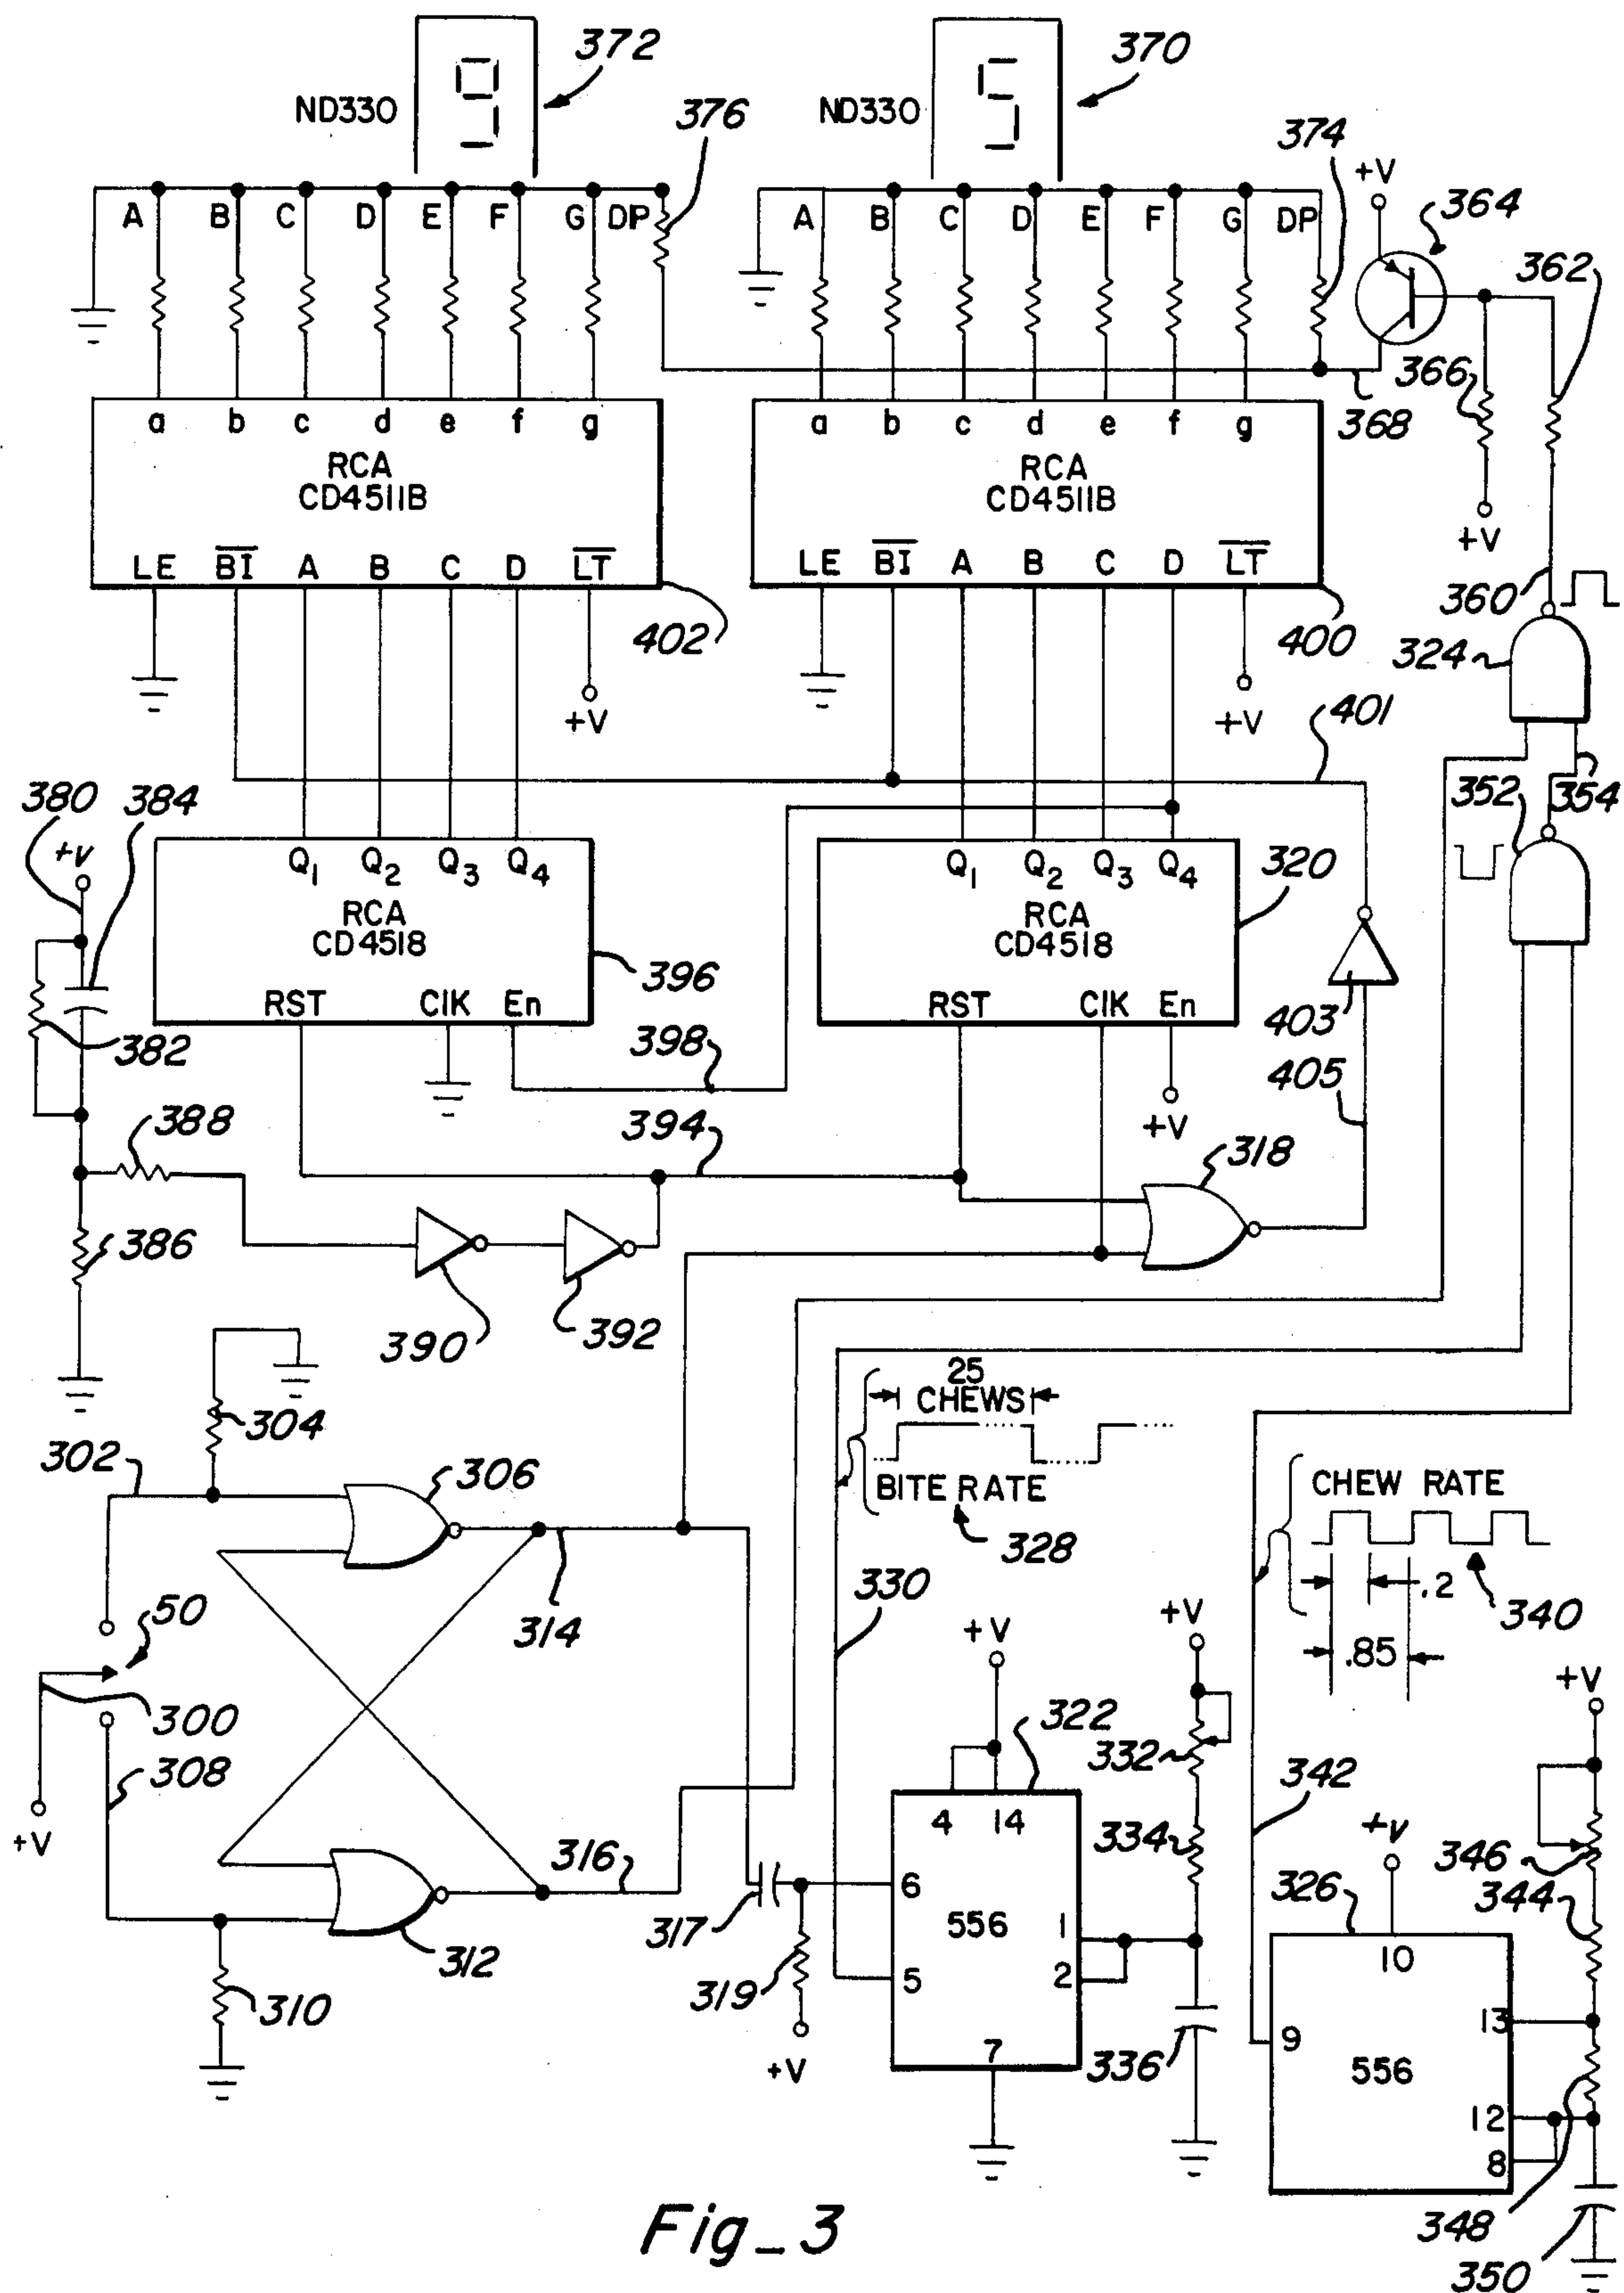 372
370
ND330
ND330
376
374
+V
364
A B C D E F G DP
A B C D E F G DP
362
366
368
a b c d e f g
a b c d e f g
RCA
CD4511B
RCA
CD4511B
+V
LE BI A B C D LT
LE BI A B C D LT
360
402
400
324
+V
+V
401
380 384
352 354
+V
Q1 Q2 Q3 Q4
Q1 Q2 Q3 Q4
320
RCA
CD4518
RCA
CD4518
396
RST ClK En
RST ClK En
403
382
398
405
388
394
+V
318
386
390
392
25
CHEWS
304
302
306
BITE RATE
328
CHEW RATE
.2
340
.85
330
314
50
+V
+V
+V
300
322
332
308
342
+V
4 14
334
+V
346
316
6
326
344
317
556
1
312
10
2
5
319
310
13
9
7
336
556
+V
12
8
348
350
Fig_3